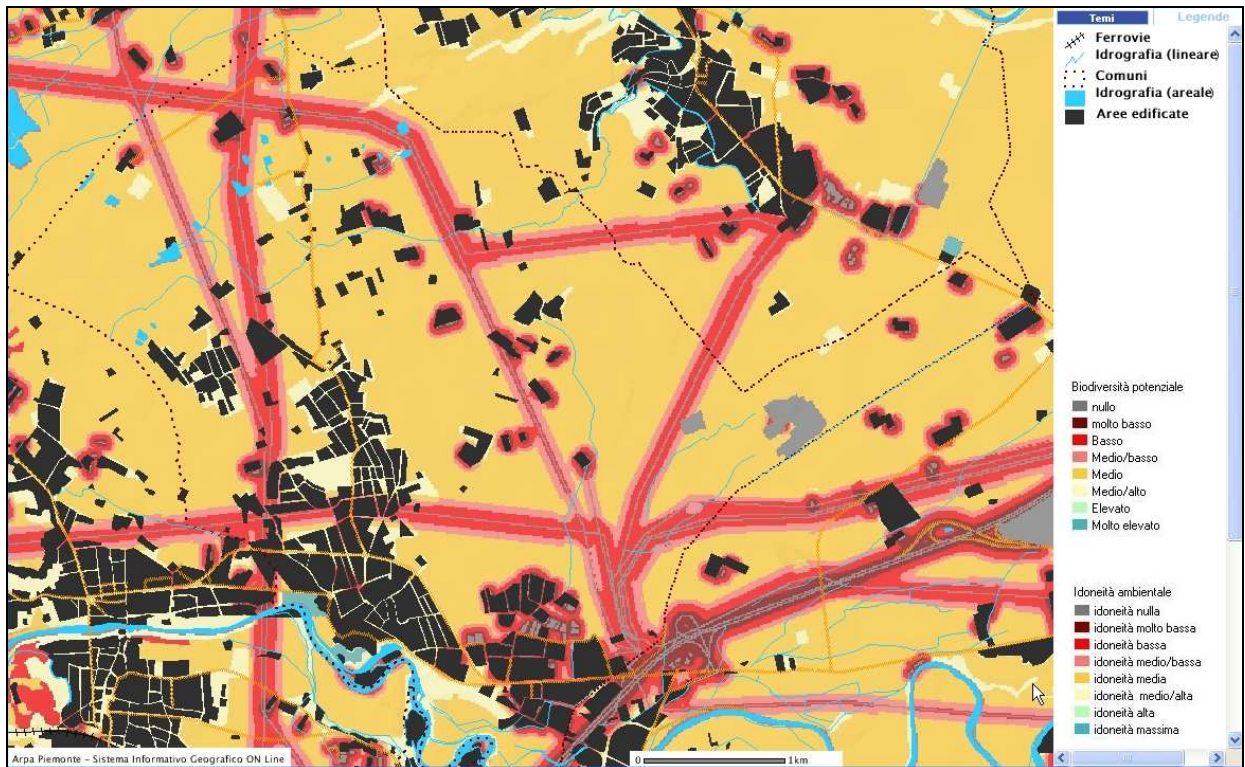 Temi
Legende
Ferrovie
Idrografia (lineare)
Comuni
Idrografia (areale)
Aree edificate
Biodiversità potenziale
nullo
molto basso
Basso
Medio/basso
Medio
Medio/alto
Elevato
Molto elevato
Idoneità ambientale
idoneità nulla
idoneità molto bassa
idoneità bassa
idoneità medio/bassa
idoneità media
idoneità medio/alta
idoneità alta
idoneità massima
Arpa Piemonte - Sistema Informativo Geografico ON Line
0 1km